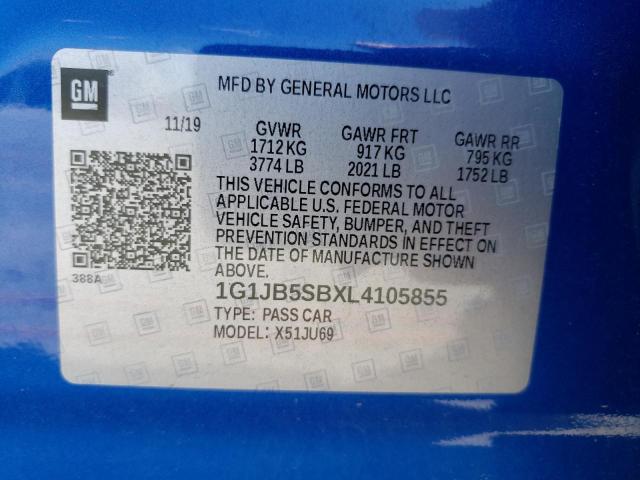 GM
MFD BY GENERAL MOTORS LLC
11/19
GVWR GAWR FRT GAWR RR
1712 KG 917 KG 795 KG
3774 LB 2021 LB 1752 LB
THIS VEHICLE CONFORMS TO ALL
APPLICABLE U.S. FEDERAL MOTOR
VEHICLE SAFETY, BUMPER, AND THEFT
PREVENTION STANDARDS IN EFFECT ON
THE DATE OF MANUFACTURE SHOWN
ABOVE.
388A
1G1JB5SBXL4105855
TYPE: PASS CAR
MODEL: X51JU69